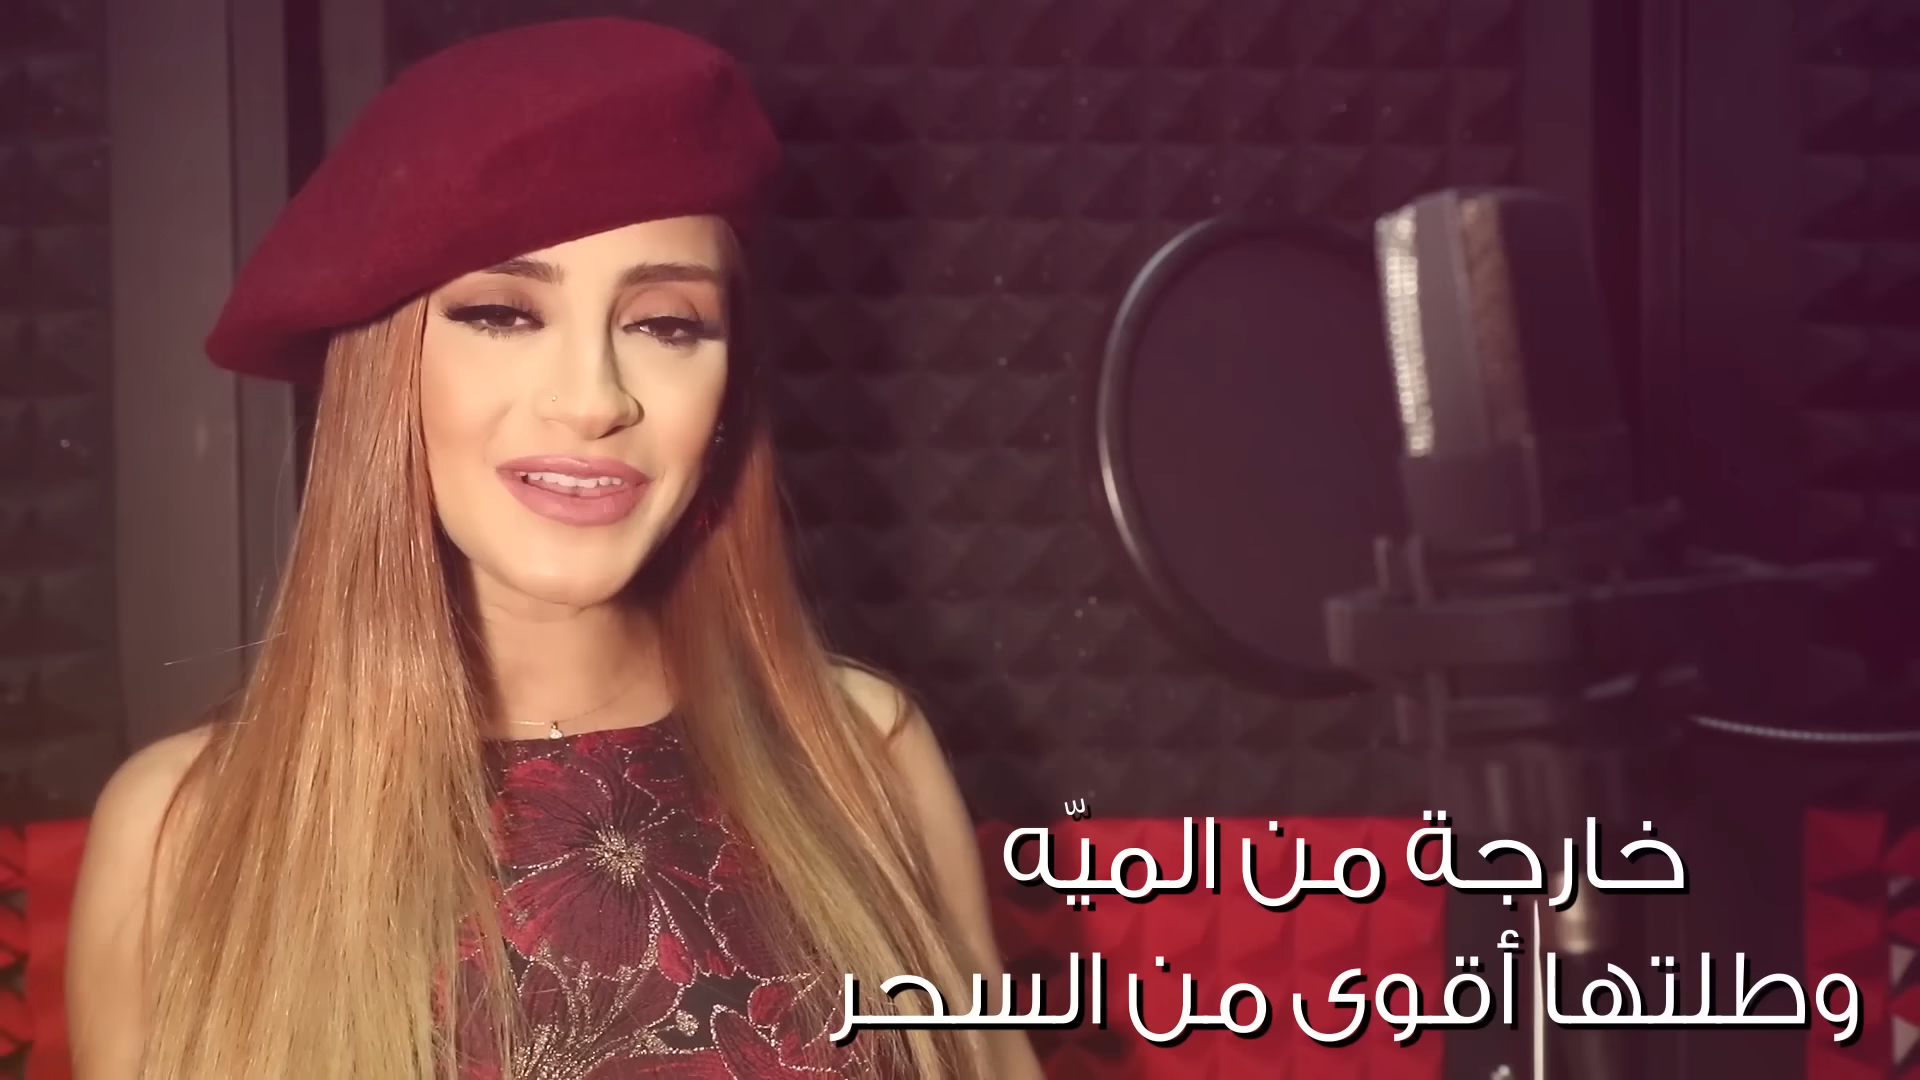 خارجة من الميّه
وطلتها أقوى من السحر